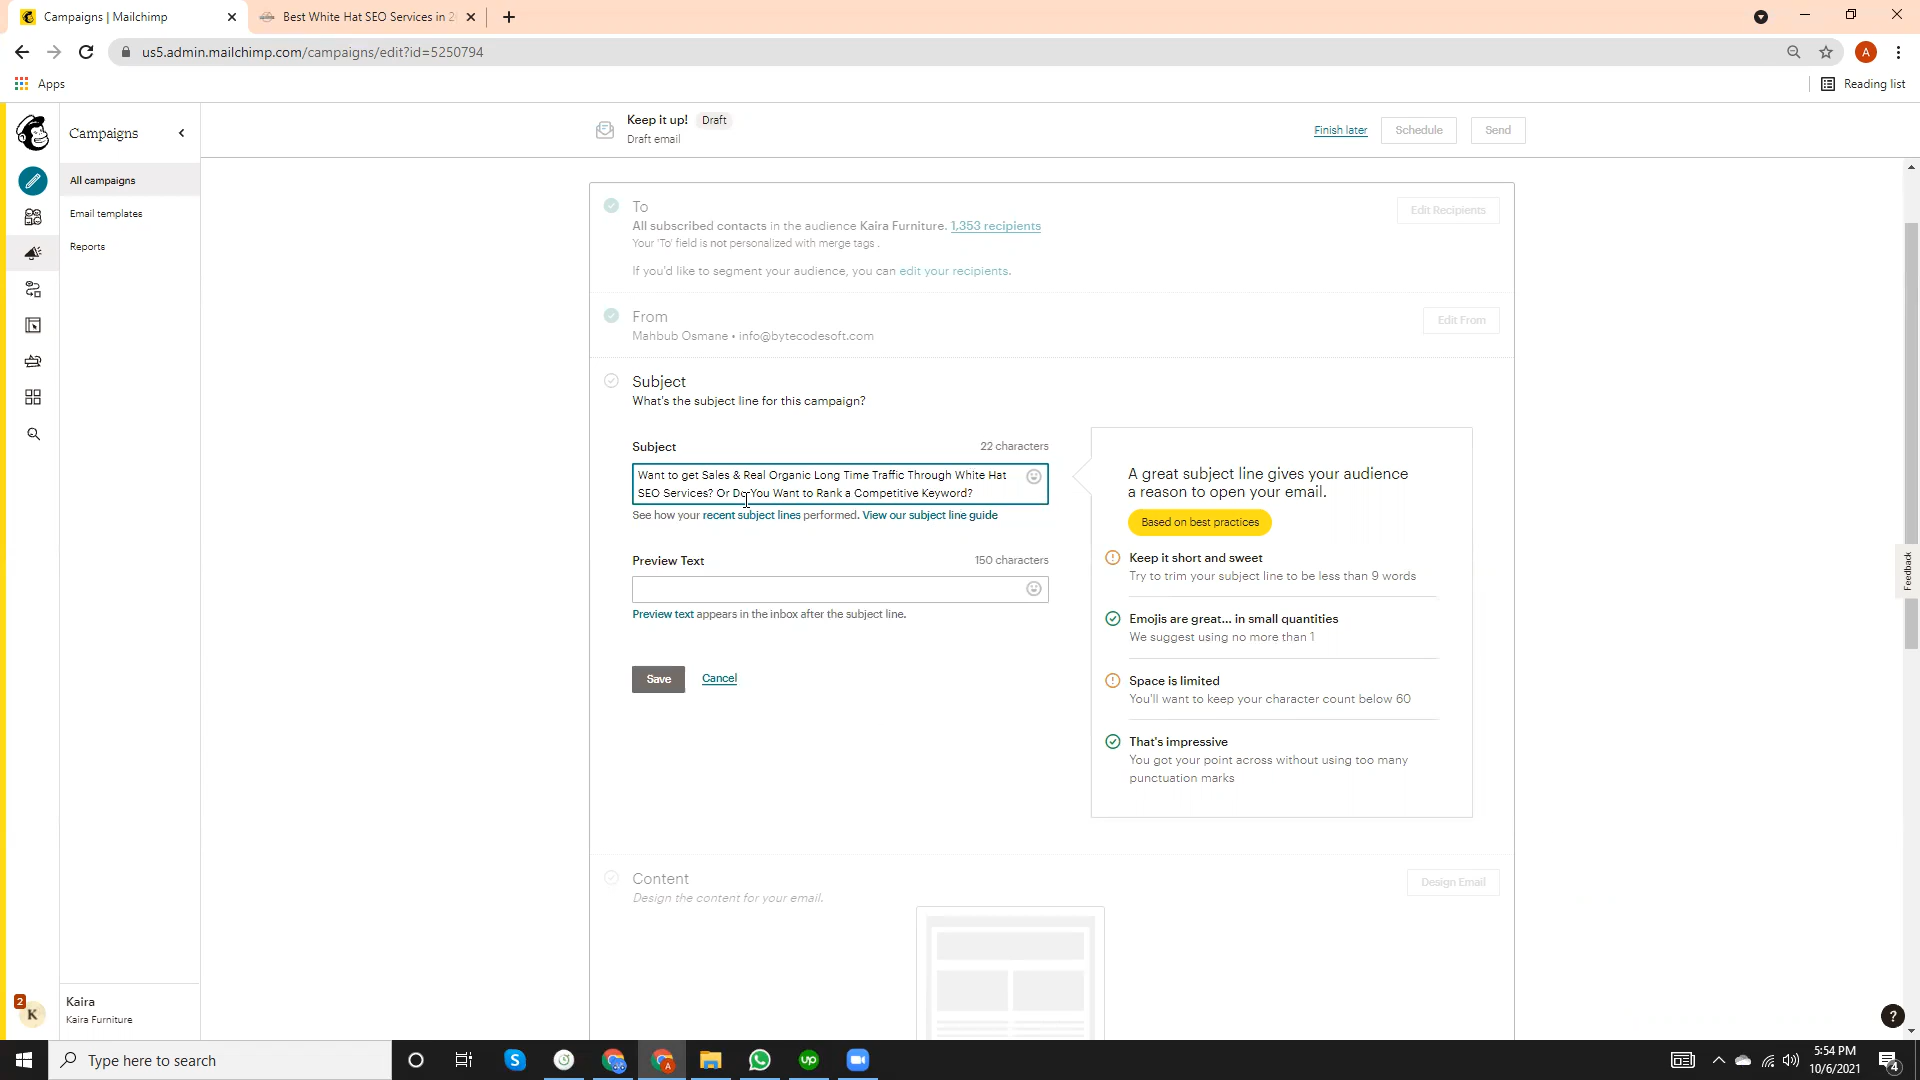 Campaigns | Mailchimp
Best White Hat SEO Services in 2
us5.admin.mailchimp.com/campaigns/edit?id=5250794
A
Apps
Reading list
Campaigns
Keep it up! Draft
Draft email
Finish later
Schedule
Send
All campaigns
Email templates
Reports
To
All subscribed contacts in the audience Kaira Furniture. 1,353 recipients
Your 'To' field is not personalized with merge tags .
If you'd like to segment your audience, you can edit your recipients.
Edit Recipients
From
Mahbub Osmane • info@bytecodesoft.com
Edit From
Subject
What's the subject line for this campaign?
Subject
22 characters
Want to get Sales & Real Organic Long Time Traffic Through White Hat
SEO Services? Or Do You Want to Rank a Competitive Keyword?
See how your recent subject lines performed. View our subject line guide
Preview Text
150 characters
Preview text appears in the inbox after the subject line.
Save
Cancel
A great subject line gives your audience
a reason to open your email.
Based on best practices
Keep it short and sweet
Try to trim your subject line to be less than 9 words
Emojis are great... in small quantities
We suggest using no more than 1
Space is limited
You'll want to keep your character count below 60
That's impressive
You got your point across without using too many
punctuation marks
Feedback
Content
Design the content for your email.
Design Email
2
K
Kaira
Kaira Furniture
?
Type here to search
S
A
up
5:54 PM
10/6/2021
4